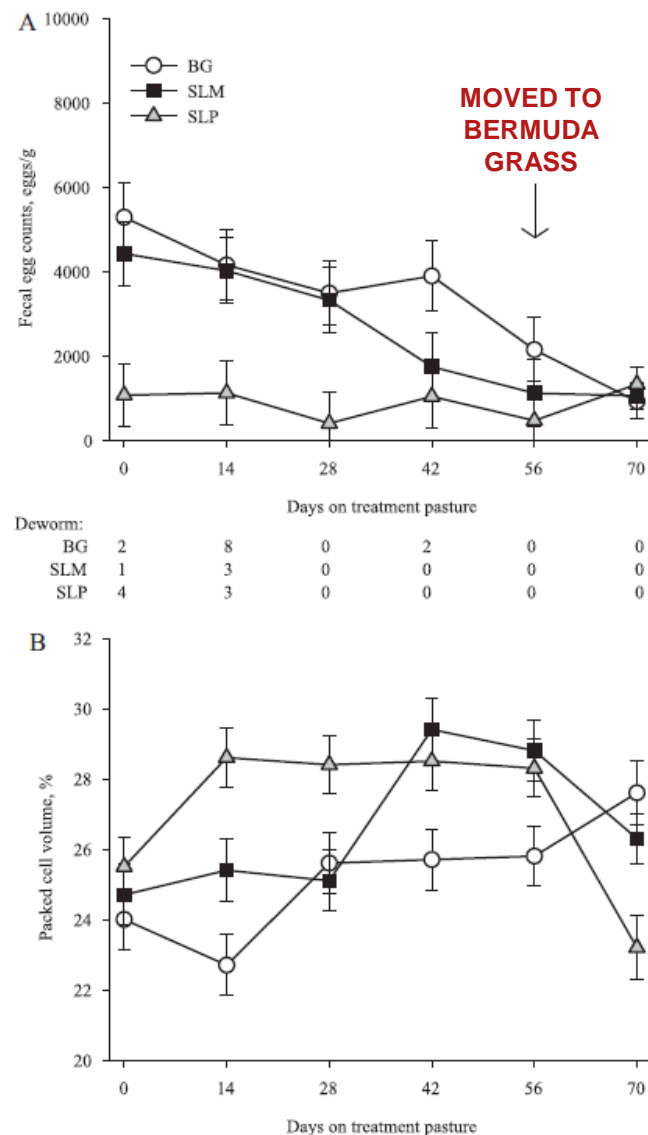 A
10000
8000
6000
4000
2000
0
Fecal egg counts, eggs/g
BG
SLM
SLP
MOVED TO
BERMUDA
GRASS
0 14 28 42 56 70
Days on treatment pasture
Deworm:
BG 2 8 0 2 0 0
SLM 1 3 0 0 0 0
SLP 4 3 0 0 0 0
B
32
30
28
26
24
22
20
Packed cell volume, %
0 14 28 42 56 70
Days on treatment pasture